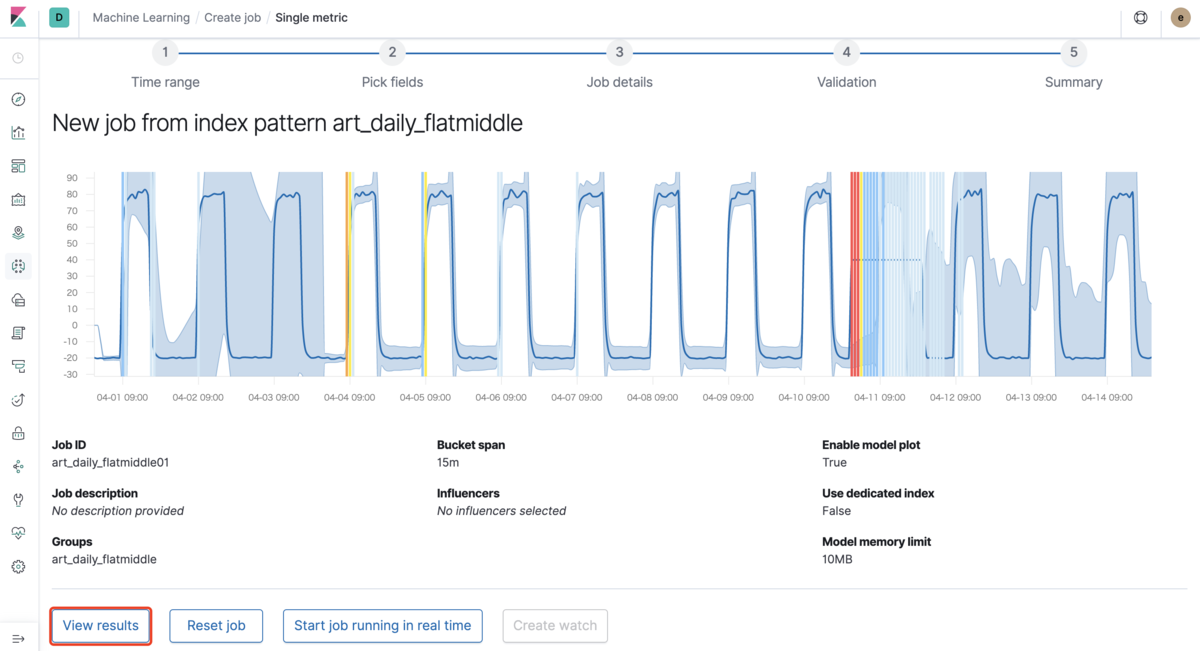 D
Machine Learning / Create job / Single metric
e
1 2 3 4 5
Time range Pick fields Job details Validation Summary
New job from index pattern art_daily_flatmiddle
90
80
70
60
50
40
30
20
10
0
-10
-20
-30
04-01 09:00 04-02 09:00 04-03 09:00 04-04 09:00 04-05 09:00 04-06 09:00 04-07 09:00 04-08 09:00 04-09 09:00 04-10 09:00 04-11 09:00 04-12 09:00 04-13 09:00 04-14 09:00
Job ID Bucket span Enable model plot
art_daily_flatmiddle01 15m True
Job description Influencers Use dedicated index
No description provided No influencers selected False
Groups Model memory limit
art_daily_flatmiddle 10MB
View results Reset job Start job running in real time Create watch